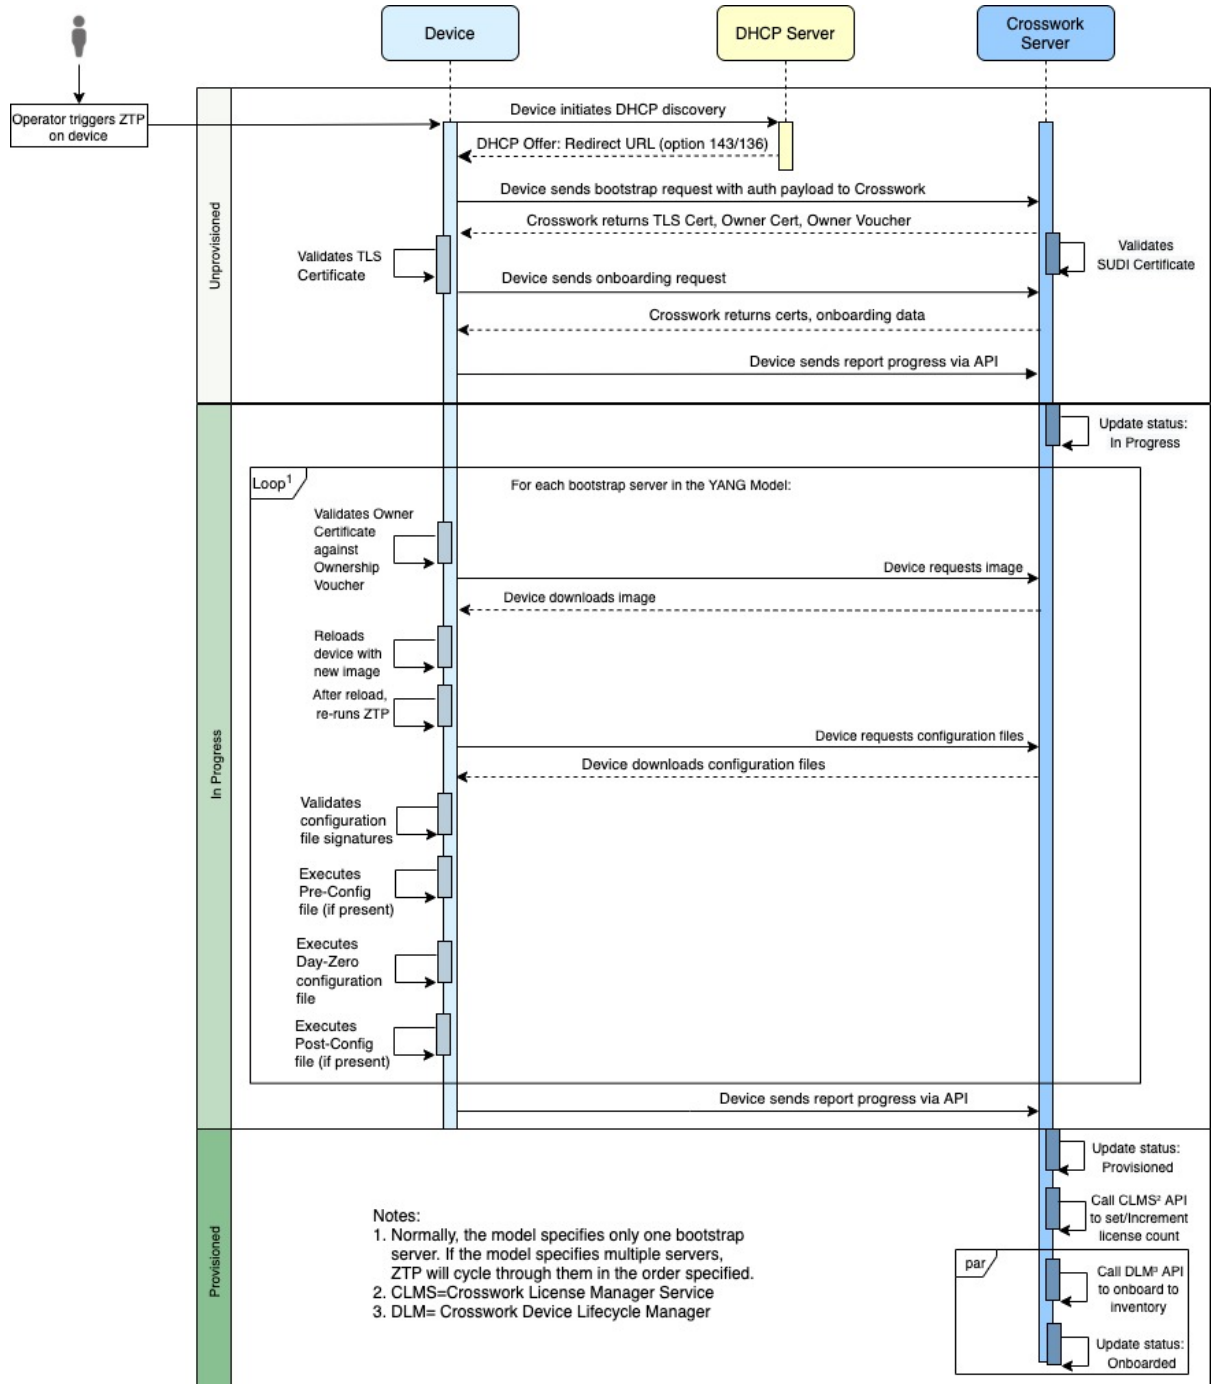 Device
DHCP Server
Crosswork
Server
Operator triggers ZTP
on device
Unprovisioned
Device initiates DHCP discovery
DHCP Offer: Redirect URL (option 143/136)
Device sends bootstrap request with auth payload to Crosswork
Crosswork returns TLS Cert, Owner Cert, Owner Voucher
Validates TLS
Certificate
Validates
SUDI Certificate
Device sends onboarding request
Crosswork returns certs, onboarding data
Device sends report progress via API
In Progress
Update status:
In Progress
Loop1
For each bootstrap server in the YANG Model:
Validates Owner
Certificate
against
Ownership
Voucher
Device requests image
Device downloads image
Reloads
device with
new image
After reload,
re-runs ZTP
Device requests configuration files
Device downloads configuration files
Validates
configuration
file signatures
Executes
Pre-Config
file (if present)
Executes
Day-Zero
configuration
file
Executes
Post-Config
file (if present)
Device sends report progress via API
Provisioned
Update status:
Provisioned
Call CLMS² API
to set/Increment
license count
par
Call DLM³ API
to onboard to
inventory
Update status:
Onboarded
Notes:
1. Normally, the model specifies only one bootstrap
server. If the model specifies multiple servers,
ZTP will cycle through them in the order specified.
2. CLMS=Crosswork License Manager Service
3. DLM= Crosswork Device Lifecycle Manager